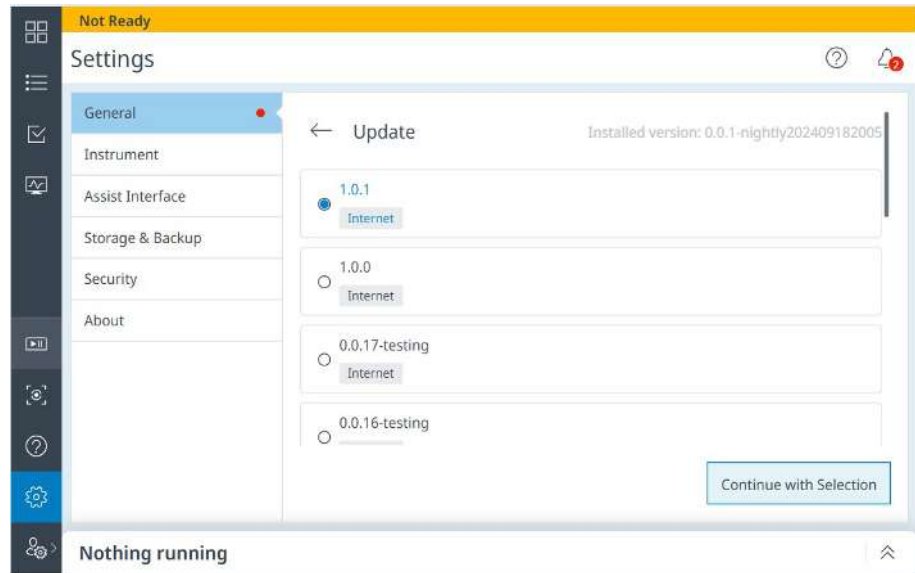 Not Ready
Settings
2
General
Instrument
Assist Interface
Storage & Backup
Security
About
Update
Installed version: 0.0.1-nightly202409182005
1.0.1
Internet
1.0.0
Internet
0.0.17-testing
Internet
0.0.16-testing
Continue with Selection
Nothing running